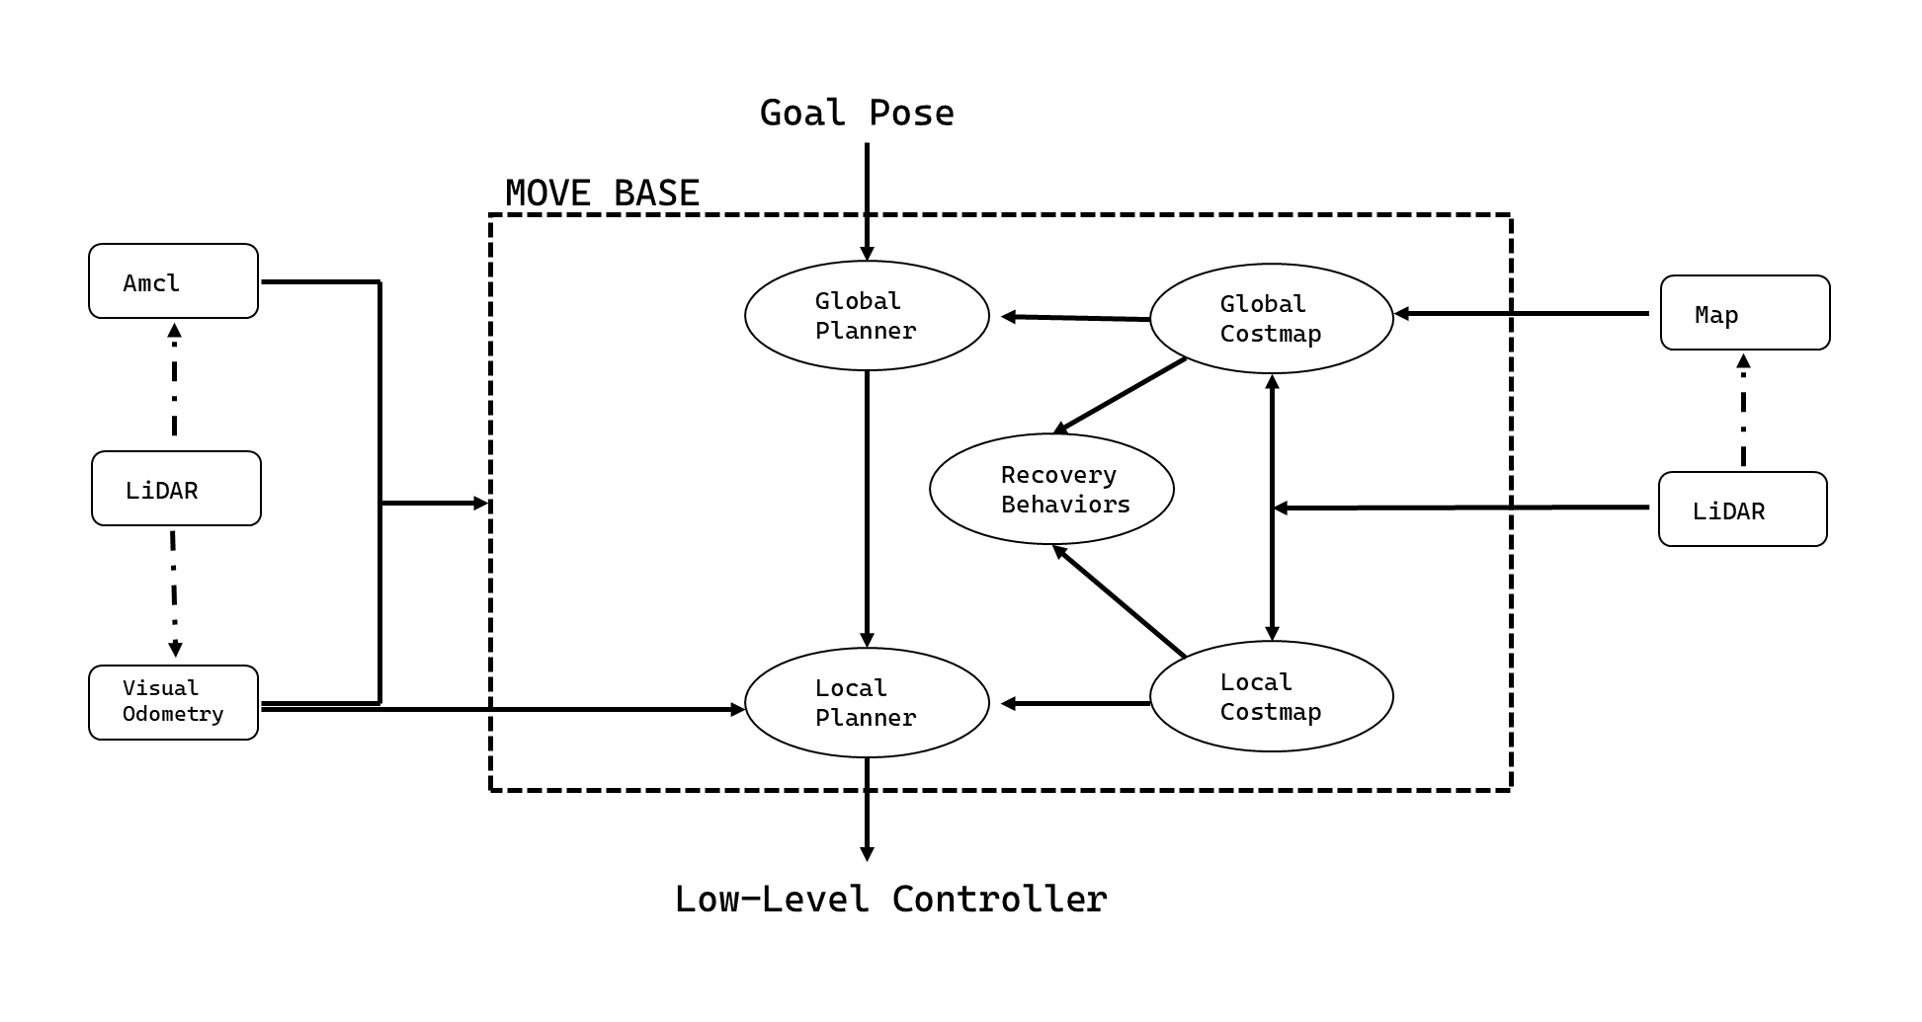 Goal Pose
MOVE BASE
Amcl
LiDAR
Visual
Odometry
Global
Planner
Global
Costmap
Recovery
Behaviors
Local
Planner
Local
Costmap
Map
LiDAR
Low-Level Controller